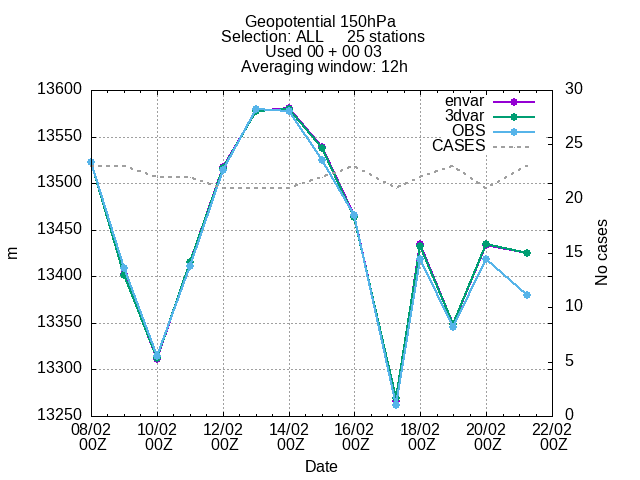 Geopotential 150hPa
Selection: ALL 25 stations
Used 00 + 00 03
Averaging window: 12h
13600
13550
13500
13450
13400
13350
13300
13250
m
30
25
20
15
10
5
0
No cases
envar
3dvar
OBS
CASES
08/02 10/02 12/02 14/02 16/02 18/02 20/02 22/02
00Z 00Z 00Z 00Z 00Z 00Z 00Z 00Z
Date